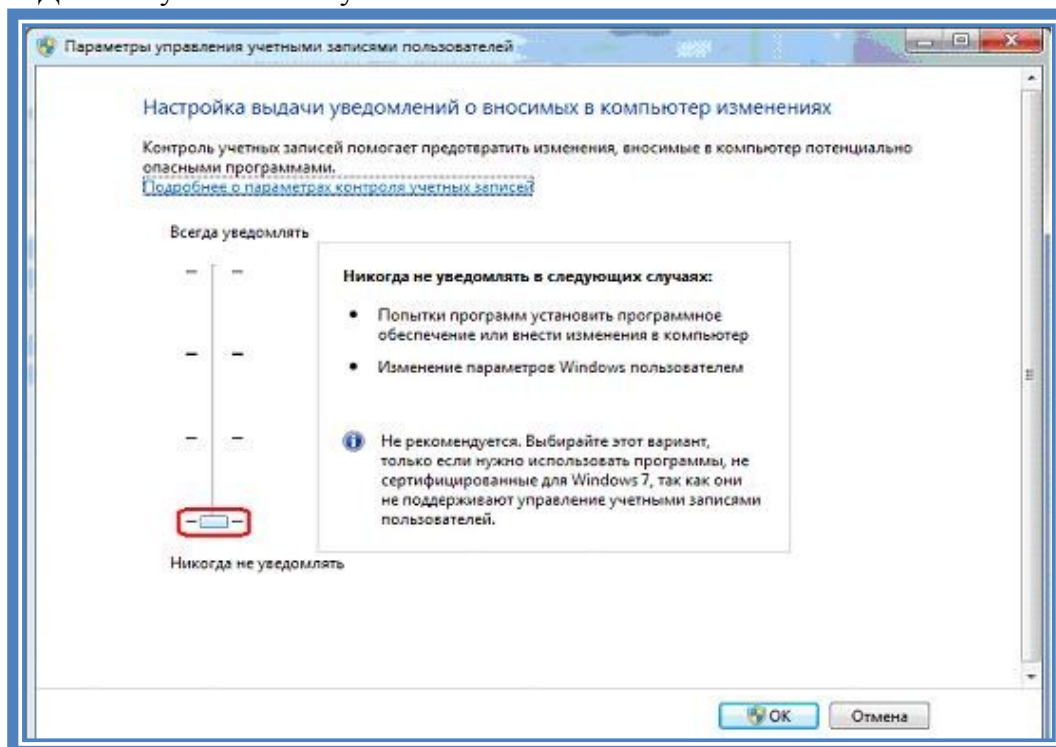 Параметры управления учетными записями пользователей
Настройка выдачи уведомлений о вносимых в компьютер изменениях
Контроль учетных записей помогает предотвратить изменения, вносимые в компьютер потенциально
опасными программами.
Подробнее о параметрах контроля учетных записей
Всегда уведомлять
Никогда не уведомлять в следующих случаях:
• Попытки программ установить программное
обеспечение или внести изменения в компьютер
• Изменение параметров Windows пользователем
Не рекомендуется. Выбирайте этот вариант,
только если нужно использовать программы, не
сертифицированные для Windows 7, так как они
не поддерживают управление учетными записями
пользователей.
Никогда не уведомлять
OK
Отмена